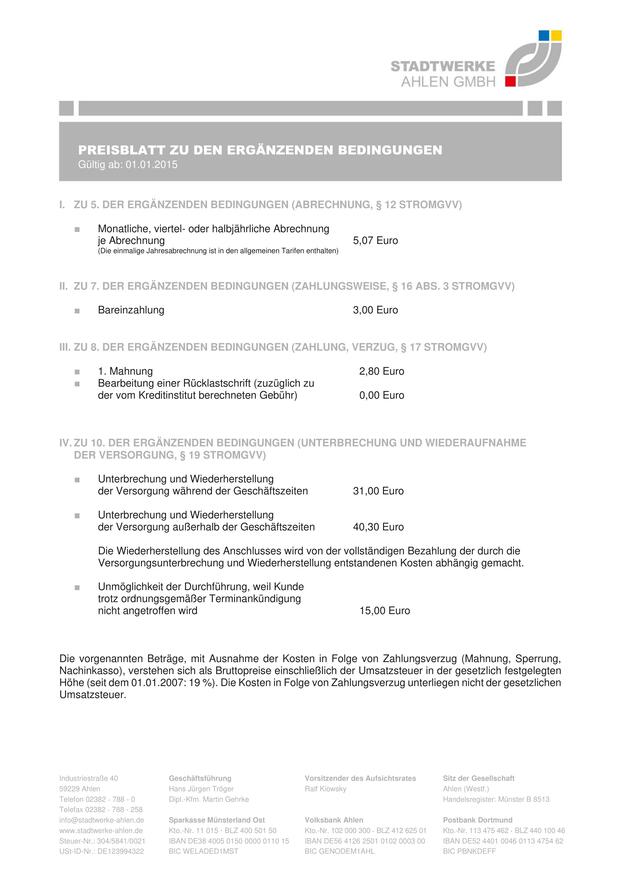 STADTWERKE
AHLEN GMBH
PREISBLATT ZU DEN ERGÄNZENDEN BEDINGUNGEN
Gültig ab: 01.01.2015
I. ZU 5. DER ERGÄNZENDEN BEDINGUNGEN (ABRECHNUNG, § 12 STROMGVV)
Monatliche, viertel- oder halbjährliche Abrechnung
je Abrechnung 5,07 Euro
(Die einmalige Jahresabrechnung ist in den allgemeinen Tarifen enthalten)
II. ZU 7. DER ERGÄNZENDEN BEDINGUNGEN (ZAHLUNGSWEISE, § 16 ABS. 3 STROMGVV)
Bareinzahlung 3,00 Euro
III. ZU 8. DER ERGÄNZENDEN BEDINGUNGEN (ZAHLUNG, VERZUG, § 17 STROMGVV)
1. Mahnung 2,80 Euro
Bearbeitung einer Rücklastschrift (zuzüglich zu
der vom Kreditinstitut berechneten Gebühr) 0,00 Euro
IV. ZU 10. DER ERGÄNZENDEN BEDINGUNGEN (UNTERBRECHUNG UND WIEDERAUFNAHME
DER VERSORGUNG, § 19 STROMGVV)
Unterbrechung und Wiederherstellung
der Versorgung während der Geschäftszeiten 31,00 Euro
Unterbrechung und Wiederherstellung
der Versorgung außerhalb der Geschäftszeiten 40,30 Euro
Die Wiederherstellung des Anschlusses wird von der vollständigen Bezahlung der durch die
Versorgungsunterbrechung und Wiederherstellung entstandenen Kosten abhängig gemacht.
Unmöglichkeit der Durchführung, weil Kunde
trotz ordnungsgemäßer Terminankündigung
nicht angetroffen wird 15,00 Euro
Die vorgenannten Beträge, mit Ausnahme der Kosten in Folge von Zahlungsverzug (Mahnung, Sperrung,
Nachinkasso), verstehen sich als Bruttopreise einschließlich der Umsatzsteuer in der gesetzlich festgelegten
Höhe (seit dem 01.01.2007: 19 %). Die Kosten in Folge von Zahlungsverzug unterliegen nicht der gesetzlichen
Umsatzsteuer.
Industriestraße 40
59229 Ahlen
Telefon 02382 - 788 - 0
Telefax 02382 - 788 - 258
info@stadtwerke-ahlen.de
www.stadtwerke-ahlen.de
Steuer-Nr.: 304/5841/0021
USt-ID-Nr.: DE123994322
Geschäftsführung
Hans Jürgen Tröger
Dipl.-Kfm. Martin Gehrke
Sparkasse Münsterland Ost
Kto.-Nr. 11 015 · BLZ 400 501 50
IBAN DE38 4005 0150 0000 0110 15
BIC WELADED1MST
Vorsitzender des Aufsichtsrates
Ralf Kiowsky
Volksbank Ahlen
Kto.-Nr. 102 000 300 - BLZ 412 625 01
IBAN DE56 4126 2501 0102 0003 00
BIC GENODEM1AHL
Sitz der Gesellschaft
Ahlen (Westf.)
Handelsregister: Münster B 8513
Postbank Dortmund
Kto.-Nr. 113 475 462 - BLZ 440 100 46
IBAN DE52 4401 0046 0113 4754 62
BIC PBNKDEFF